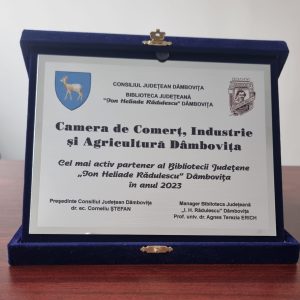 CONSILIUL JUDEȚEAN DÂMBOVIȚA
BIBLIOTECA JUDEȚEANĂ
"Ion Heliade Rădulescu" DÂMBOVIȚA
Camera de Comerț, Industrie
și Agricultură Dâmbovița
Cel mai activ partener al Bibliotecii Județene
„Ion Heliade Rădulescu" Dâmbovița
în anul 2023
Președinte Consiliul Județean Dâmbovița
dr. ec. Corneliu ȘTEFAN
Manager Biblioteca Județeană
„I. H. Rădulescu" Dâmbovița
Prof. univ. dr. Agnes Terezia ERICH